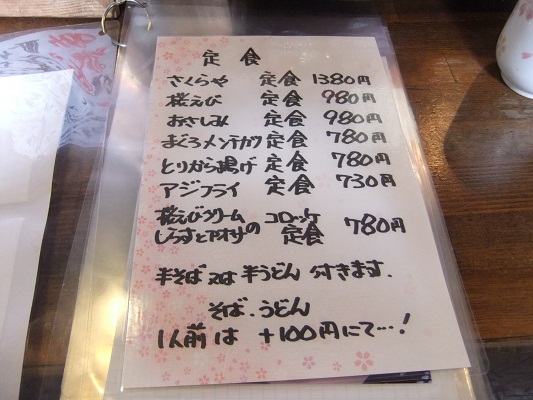 定食
さくらや 定食 1380円
桜えび 定食 980円
おさしみ 定食 980円
まぐろメンチカツ 定食 780円
とりから揚げ 定食 780円
アジフライ 定食 730円
桜えびクリーム コロッケ
しらすとアオサの 定食 780円
半そば又は半うどん 付きます.
そば.うどん
1人前は +100円にて…!